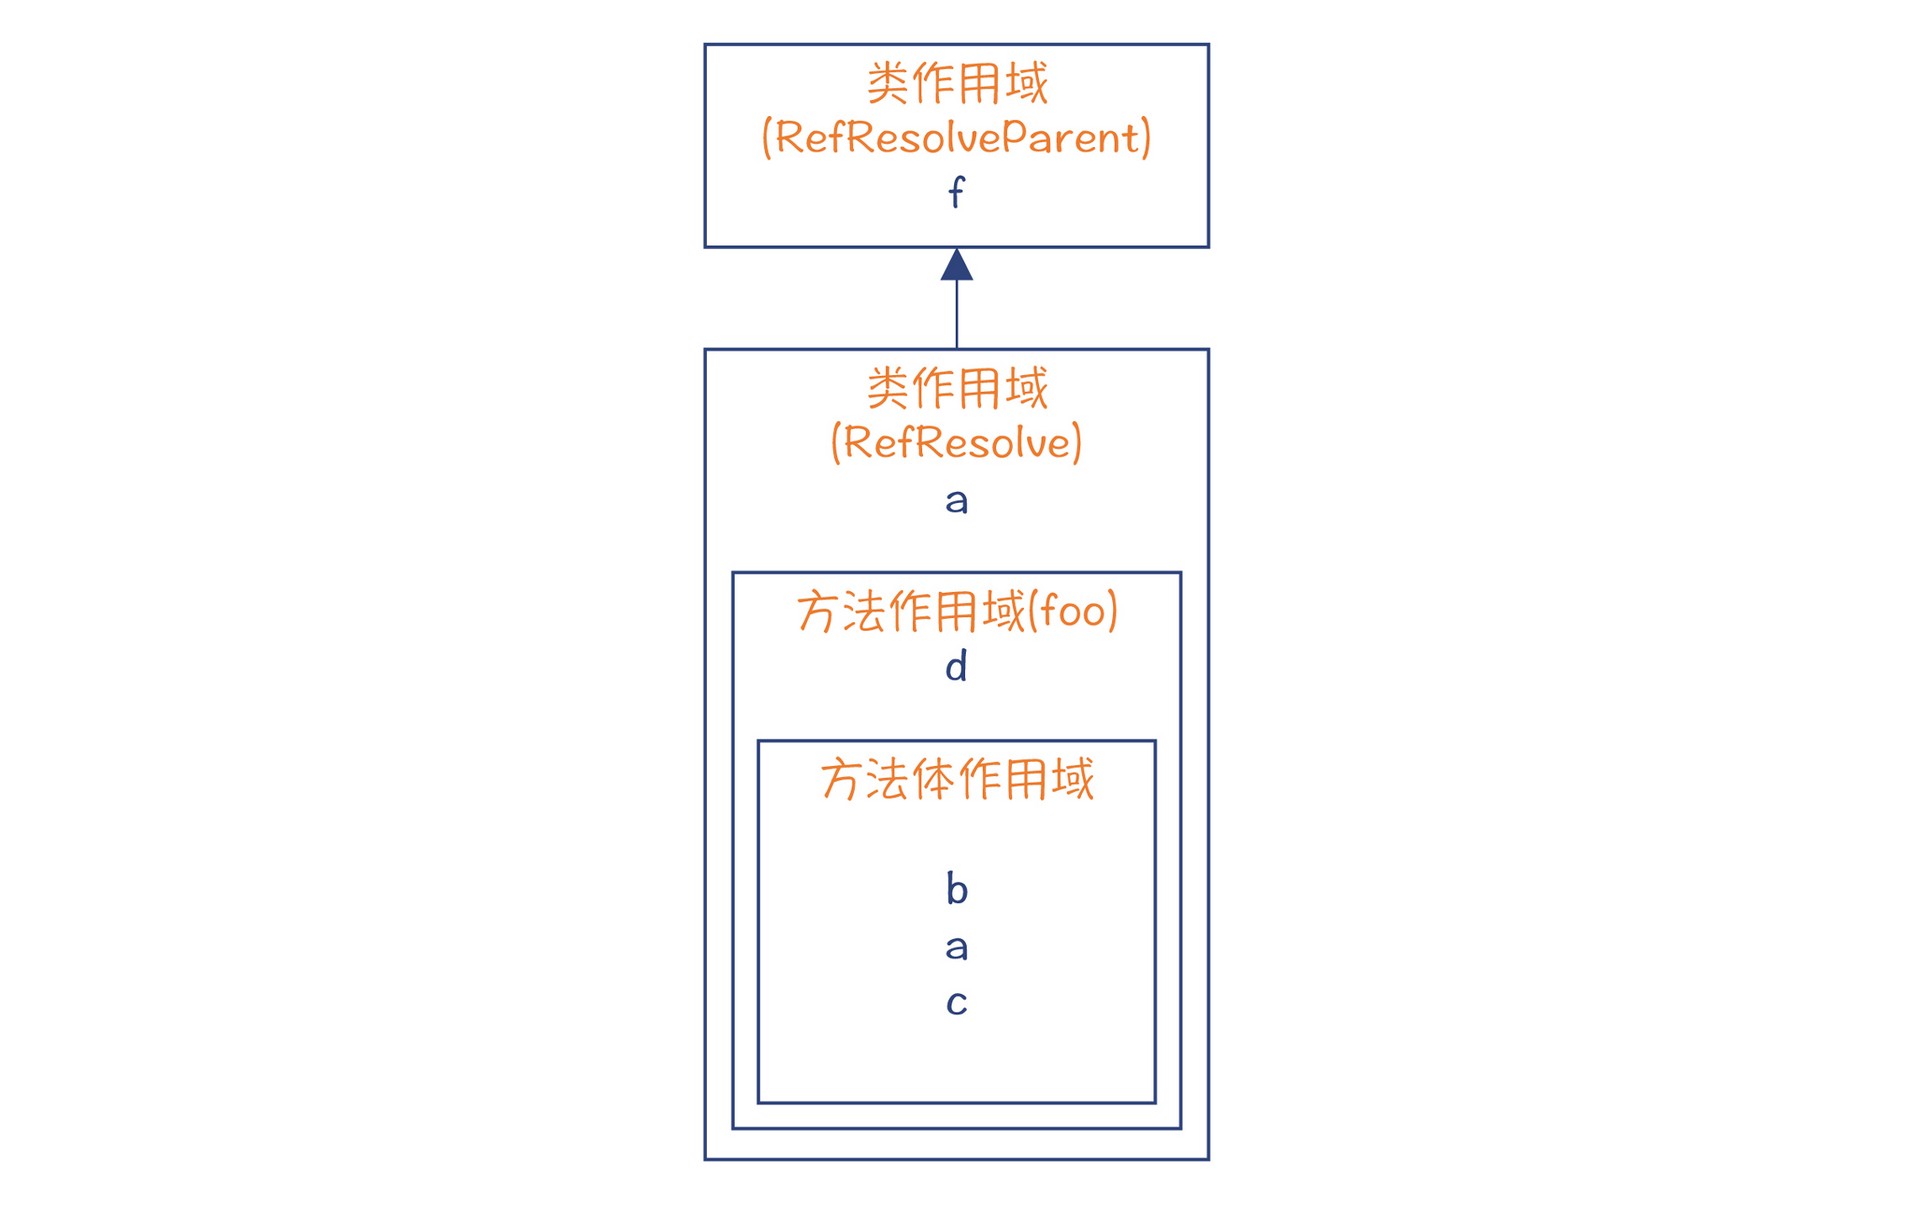 类作用域
(RefResolveParent)
f
类作用域
(RefResolve)
a
方法作用域(foo)
d
方法体作用域
b
a
c